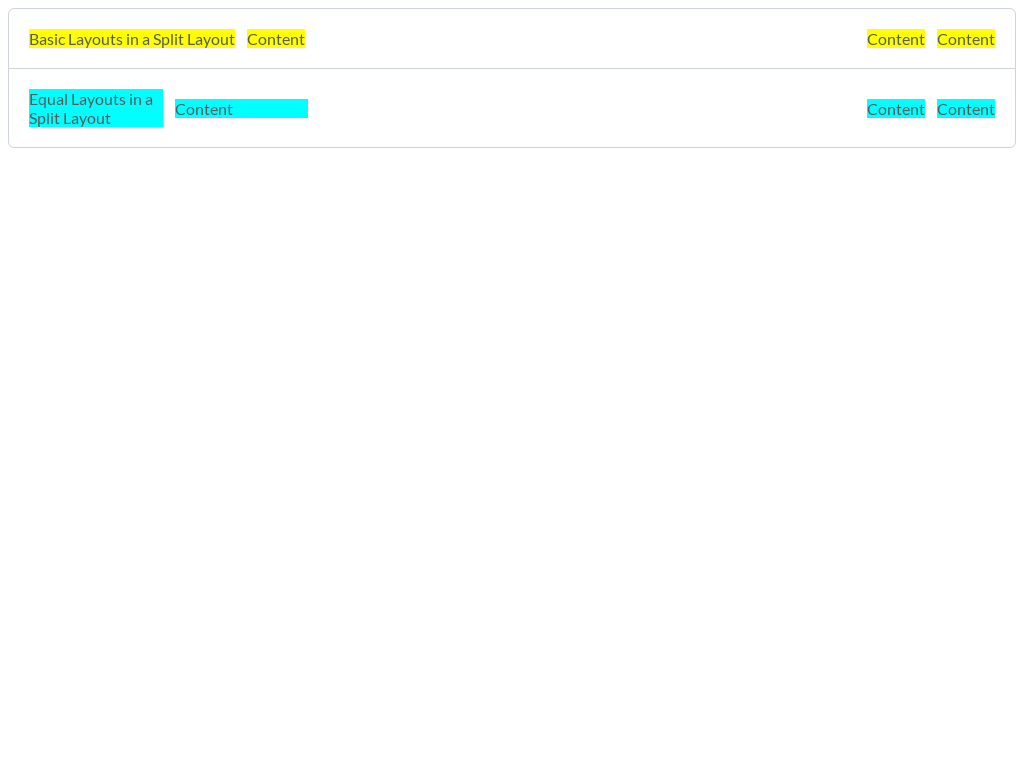 Basic Layouts in a Split Layout Content Content Content
Equal Layouts in a
Split Layout
Content Content Content